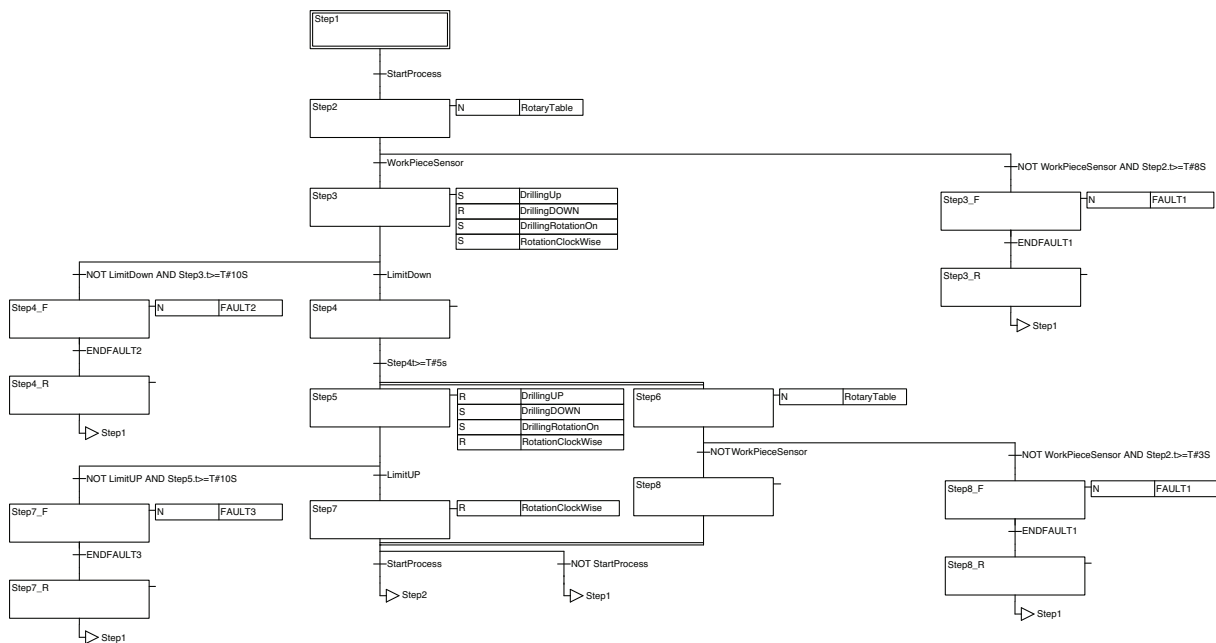 Step1
StartProcess
Step2
N RotaryTable
WorkPieceSensor
NOT WorkPieceSensor AND Step2.t>=T#8S
Step3
S DrillingUp
R DrillingDOWN
S DrillingRotationOn
S RotationClockWise
Step3_F
N FAULT1
ENDFAULT1
Step3_R
Step1
NOT LimitDown AND Step3.t>=T#10S
LimitDown
Step4_F
N FAULT2
Step4
ENDFAULT2
Step4.t>=T#5s
Step4_R
Step1
Step5
R DrillingUP
S DrillingDOWN
S DrillingRotationOn
R RotationClockWise
Step6
N RotaryTable
NOTWorkPieceSensor
NOT WorkPieceSensor AND Step2.t>=T#3S
NOT LimitUP AND Step5.t>=T#10S
LimitUP
Step8
Step8_F
N FAULT1
Step7_F
N FAULT3
Step7
R RotationClockWise
ENDFAULT1
ENDFAULT3
StartProcess
NOT StartProcess
Step8_R
Step7_R
Step2
Step1
Step1
Step1